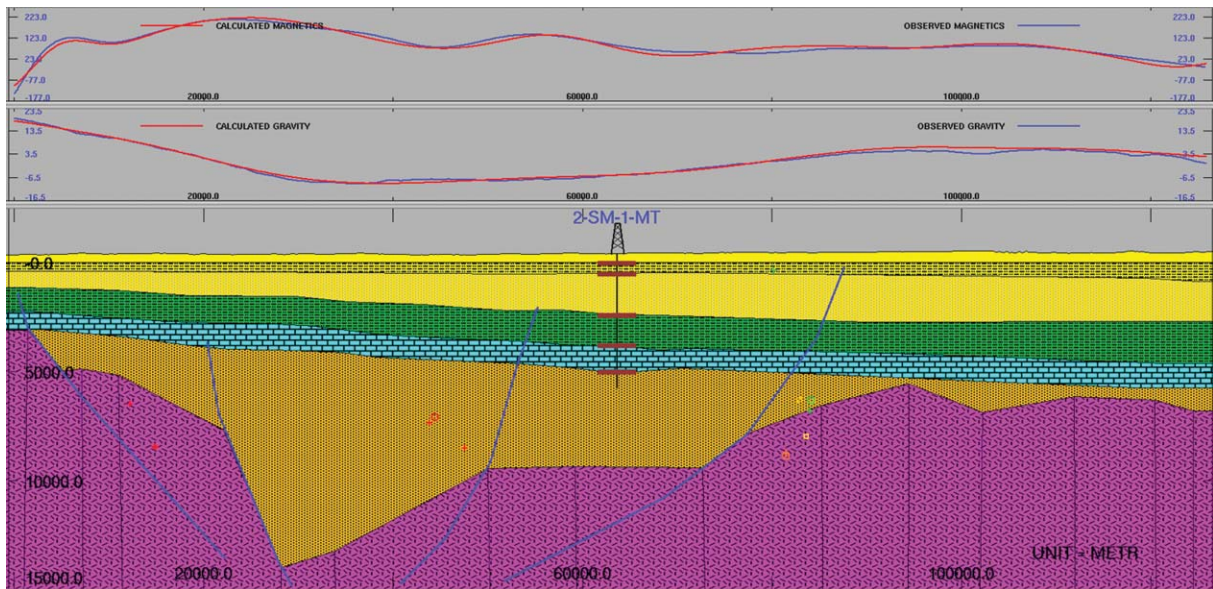 223.0 CALCULATED MAGNETICS OBSERVED MAGNETICS 223.0
123.0 123.0
23.0 23.0
-77.0 -77.0
-177.0 20000.0 60000.0 100000.0 -177.0
23.5 23.5
13.5 CALCULATED GRAVITY OBSERVED GRAVITY 13.5
3.5 3.5
-6.5 -6.5
-16.5 20000.0 60000.0 100000.0 -16.5
2-SM-1-MT
-0.0
5000.0
10000.0
UNIT - METR
15000.0 20000.0 60000.0 100000.0